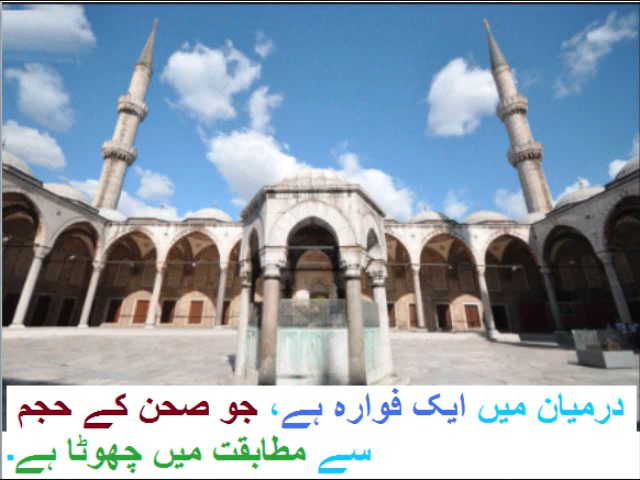 درمیان میں ایک فوارہ ہے، جو صحن کے حجم
سے مطابقت میں چھوٹا ہے۔